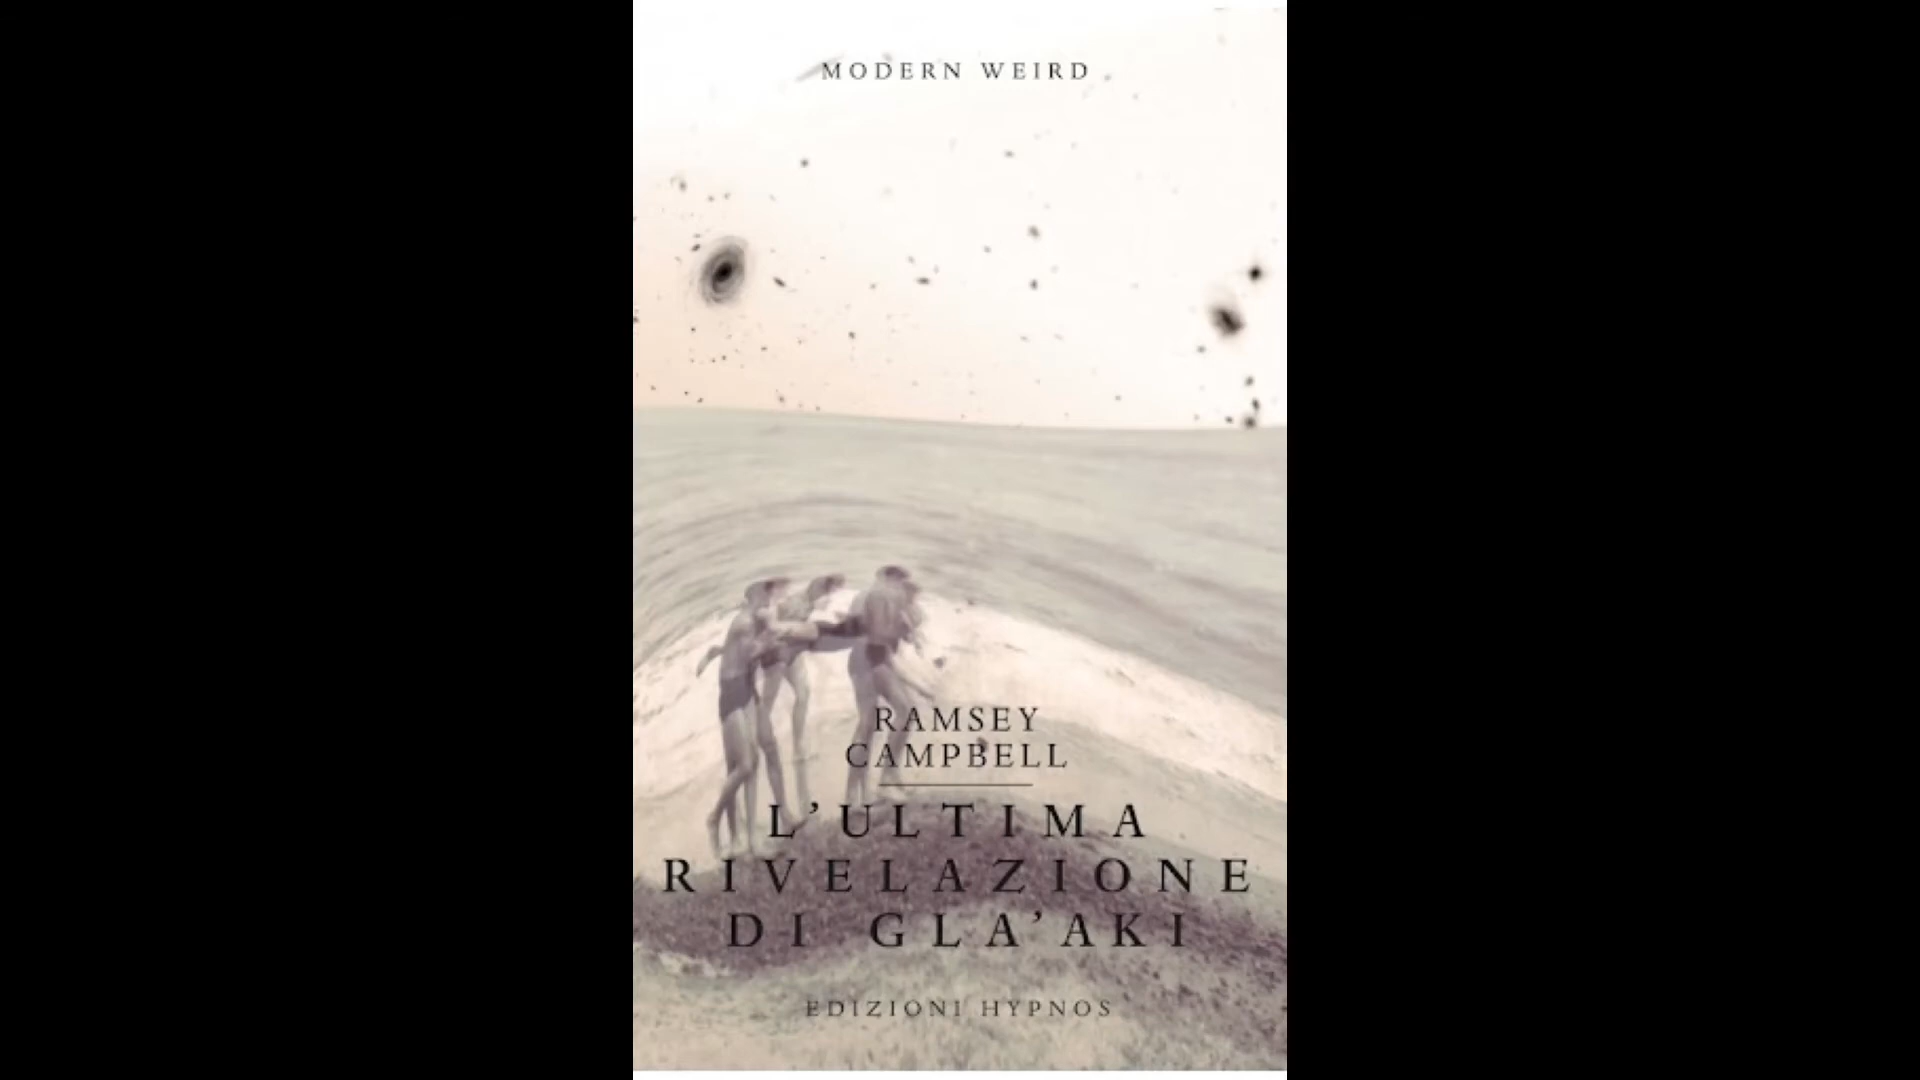 MODERN WEIRD
RAMSEY
CAMPBELL
L'ULTIMA
RIVELAZIONE
DI GLA'AKI
EDIZIONI HYPNOS